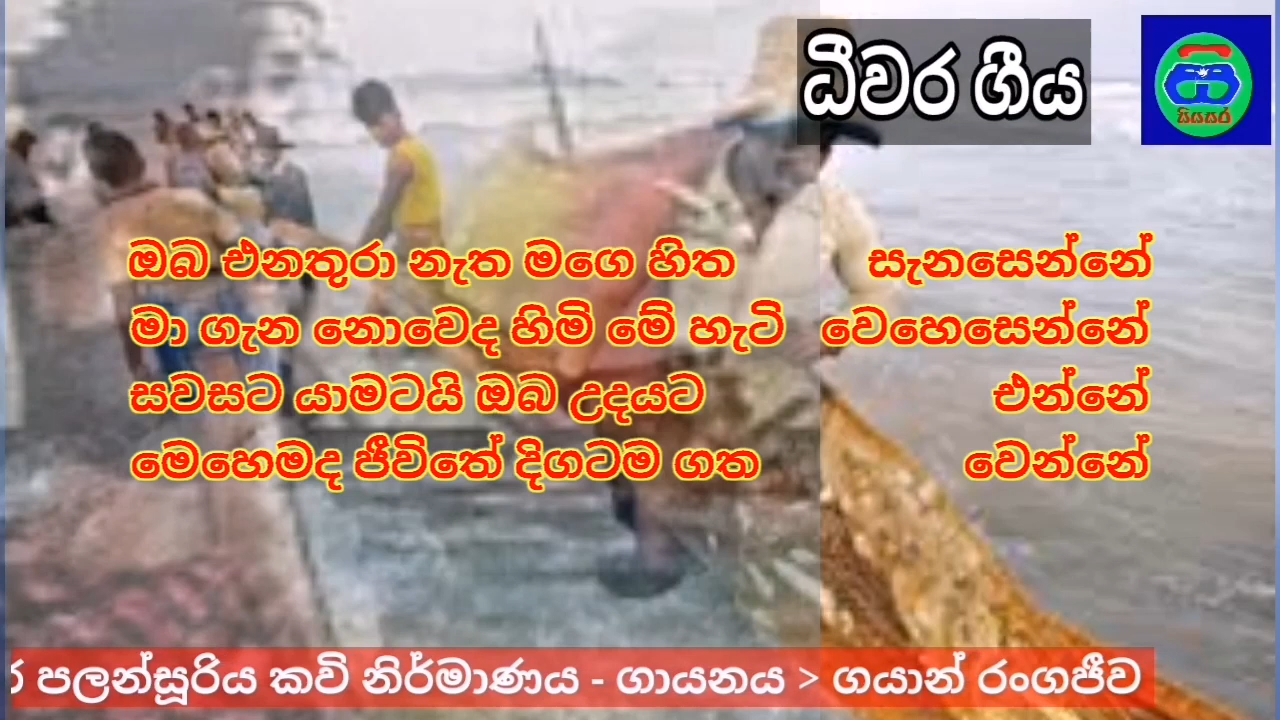 ධීවර ගීය
සියසර
ඔබ එනතුරා නැත මගෙ හිත සැනසෙන්නේ
මා ගැන නොවෙද හිමි මේ හැටි වෙහෙසෙන්නේ
සවසට යාමටයි ඔබ උදයට එන්නේ
මෙහෙමද ජීවිතේ දිගටම ගත වෙන්නේ
පලන්සූරිය කවි නිර්මාණය - ගායනය > ගයාන් රංගජීව